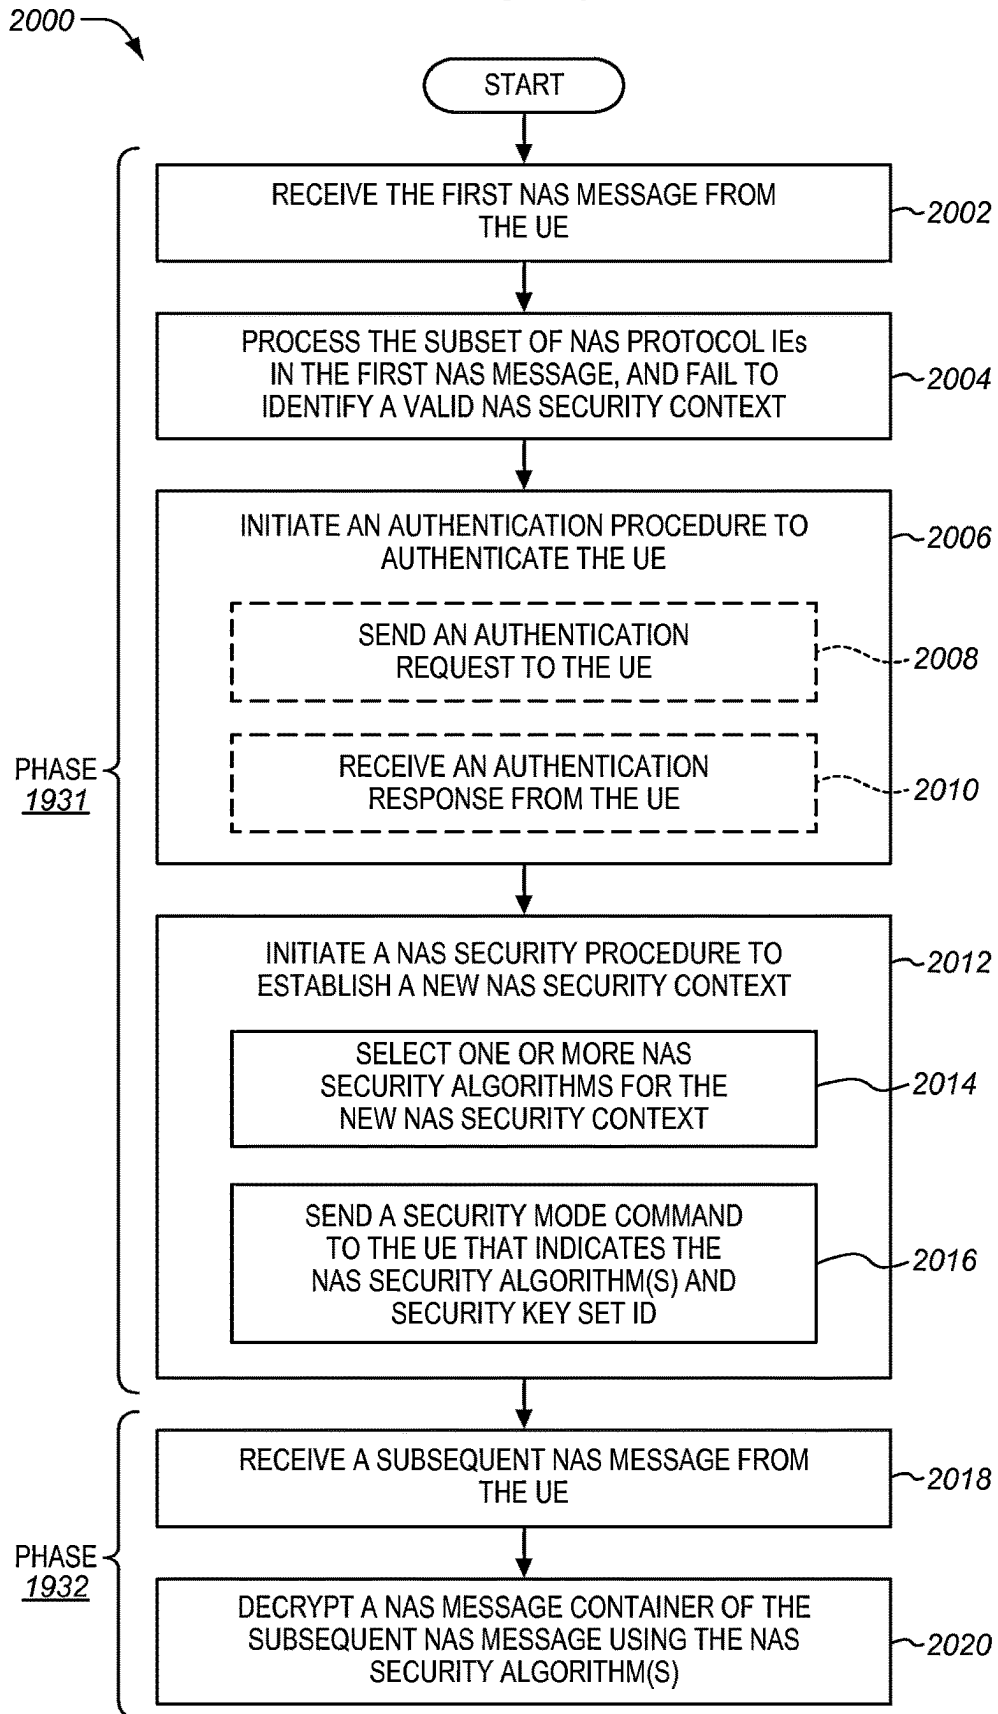 2000
START
RECEIVE THE FIRST NAS MESSAGE FROM
THE UE
2002
PROCESS THE SUBSET OF NAS PROTOCOL IEs
IN THE FIRST NAS MESSAGE, AND FAIL TO
IDENTIFY A VALID NAS SECURITY CONTEXT
2004
INITIATE AN AUTHENTICATION PROCEDURE TO
AUTHENTICATE THE UE
2006
SEND AN AUTHENTICATION
REQUEST TO THE UE
2008
RECEIVE AN AUTHENTICATION
RESPONSE FROM THE UE
2010
PHASE
1931
INITIATE A NAS SECURITY PROCEDURE TO
ESTABLISH A NEW NAS SECURITY CONTEXT
2012
SELECT ONE OR MORE NAS
SECURITY ALGORITHMS FOR THE
NEW NAS SECURITY CONTEXT
2014
SEND A SECURITY MODE COMMAND
TO THE UE THAT INDICATES THE
NAS SECURITY ALGORITHM(S) AND
SECURITY KEY SET ID
2016
RECEIVE A SUBSEQUENT NAS MESSAGE FROM
THE UE
2018
PHASE
1932
DECRYPT A NAS MESSAGE CONTAINER OF THE
SUBSEQUENT NAS MESSAGE USING THE NAS
SECURITY ALGORITHM(S)
2020